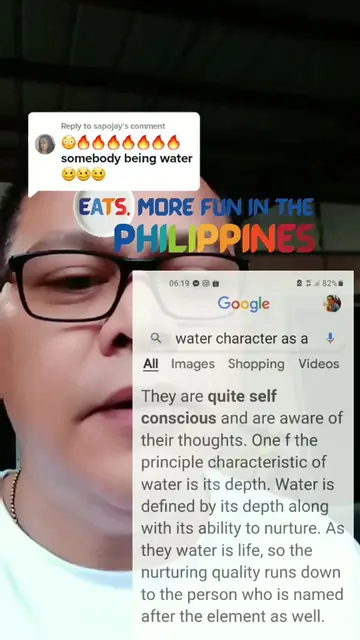 Reply to sapojay's comment
😳🔥🔥🔥🔥🔥🔥🔥
somebody being water
😀😀😀
EATS. MORE FUN IN THE
PHILIPPINES
06:19
82%
Google
water character as a
All Images Shopping Videos
They are quite self
conscious and are aware of
their thoughts. One f the
principle characteristic of
water is its depth. Water is
defined by its depth along
with its ability to nurture. As
they water is life, so the
nurturing quality runs down
to the person who is named
after the element as well.